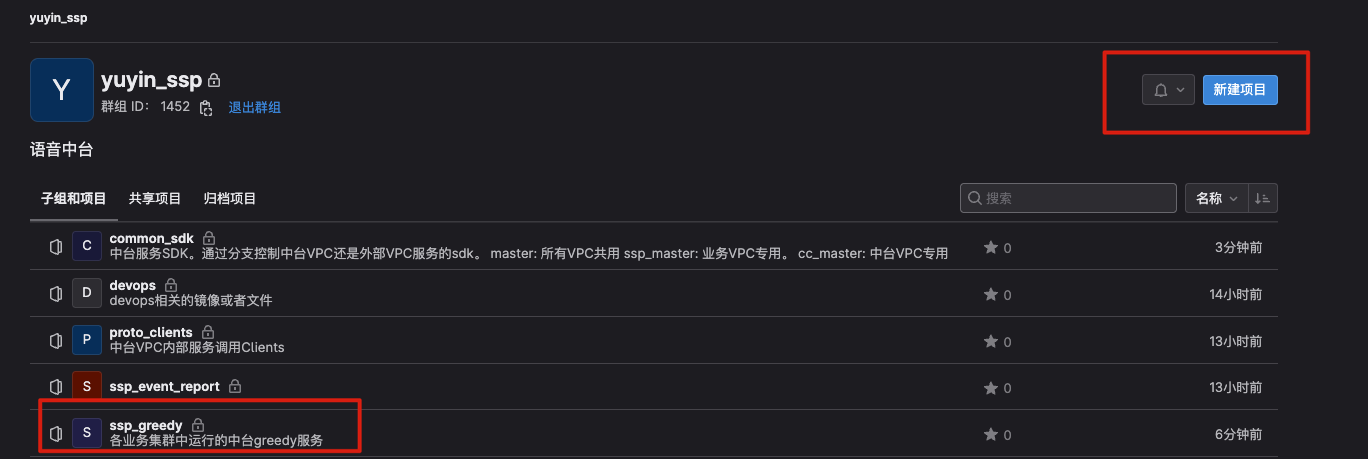 yuyin_ssp
Y
yuyin_ssp
群组 ID： 1452 退出群组
新建项目
语音中台
子组和项目 共享项目 归档项目
搜索
名称
C
common_sdk
中台服务SDK。通过分支控制中台VPC还是外部VPC服务的sdk。 master: 所有VPC共用 ssp_master: 业务VPC专用。 cc_master: 中台VPC专用
0
3分钟前
D
devops
devops相关的镜像或者文件
0
14小时前
P
proto_clients
中台VPC内部服务调用Clients
0
13小时前
S
ssp_event_report
0
13小时前
S
ssp_greedy
各业务集群中运行的中台greedy服务
0
6分钟前